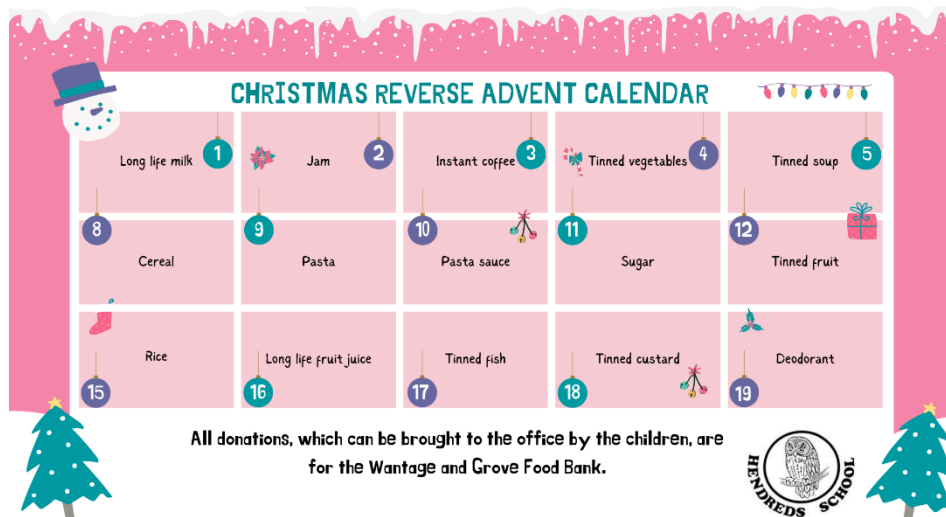 CHRISTMAS REVERSE ADVENT CALENDAR
Long life milk 1
Jam 2
Instant coffee 3
Tinned vegetables 4
Tinned soup 5
8 Cereal
9 Pasta
10 Pasta sauce
11 Sugar
12 Tinned fruit
Rice 15
Long life fruit juice 16
Tinned fish 17
Tinned custard 18
Deodorant 19
All donations, which can be brought to the office by the children, are
for the Wantage and Grove Food Bank.
HENDREDS SCHOOL